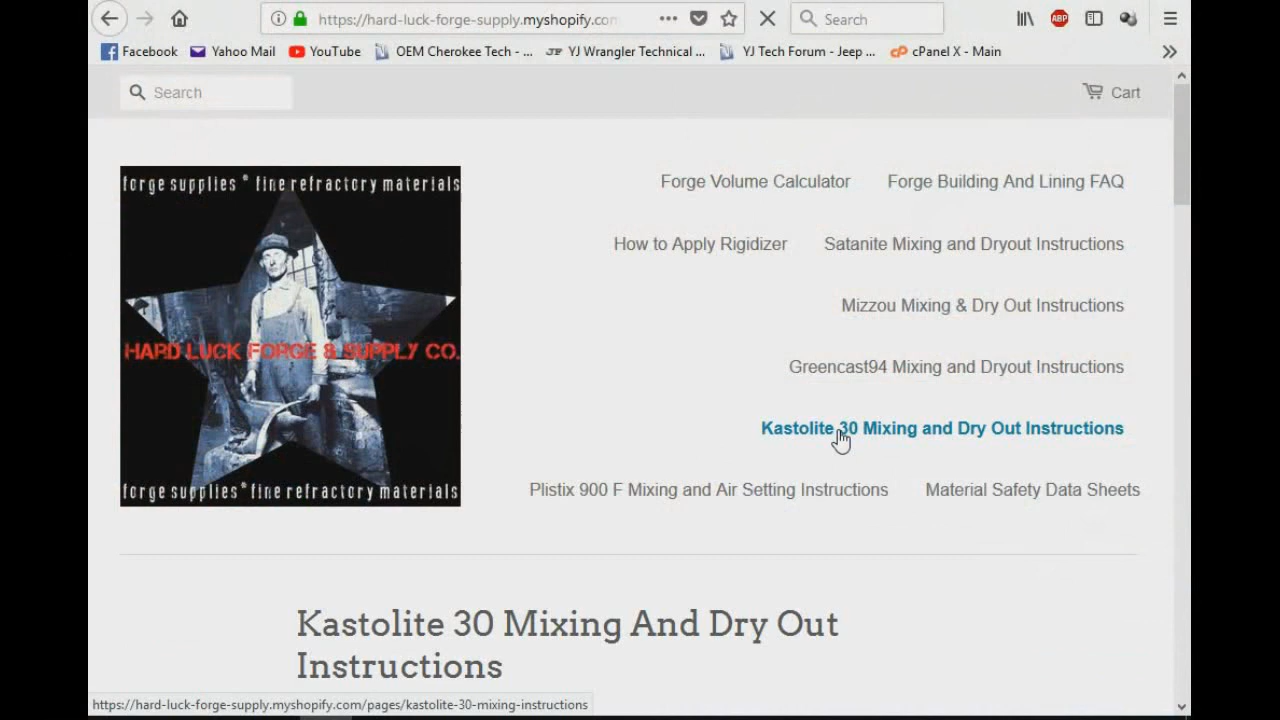 https://hard-luck-forge-supply.myshopify.con
Search
Facebook
Yahoo Mail
YouTube
OEM Cherokee Tech - ...
YJ Wrangler Technical ...
YJ Tech Forum - Jeep ...
cPanel X - Main
Search
Cart
forge supplies * fine refractory materials
HARD LUCK FORGE & SUPPLY CO.
forge supplies * fine refractory materials
Forge Volume Calculator
Forge Building And Lining FAQ
How to Apply Rigidizer
Satanite Mixing and Dryout Instructions
Mizzou Mixing & Dry Out Instructions
Greencast94 Mixing and Dryout Instructions
Kastolite 30 Mixing and Dry Out Instructions
Plistix 900 F Mixing and Air Setting Instructions
Material Safety Data Sheets
Kastolite 30 Mixing And Dry Out
Instructions
https://hard-luck-forge-supply.myshopify.com/pages/kastolite-30-mixing-instructions